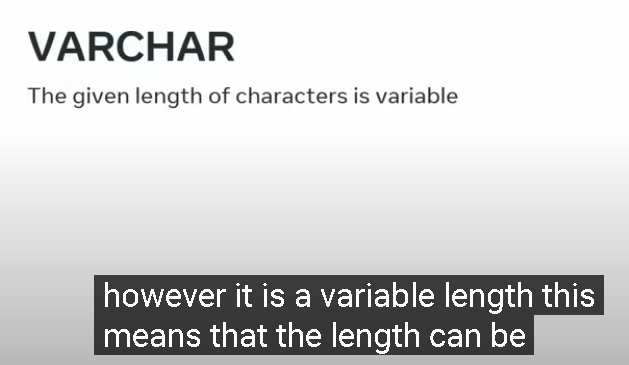 VARCHAR
The given length of characters is variable
however it is a variable length this
means that the length can be